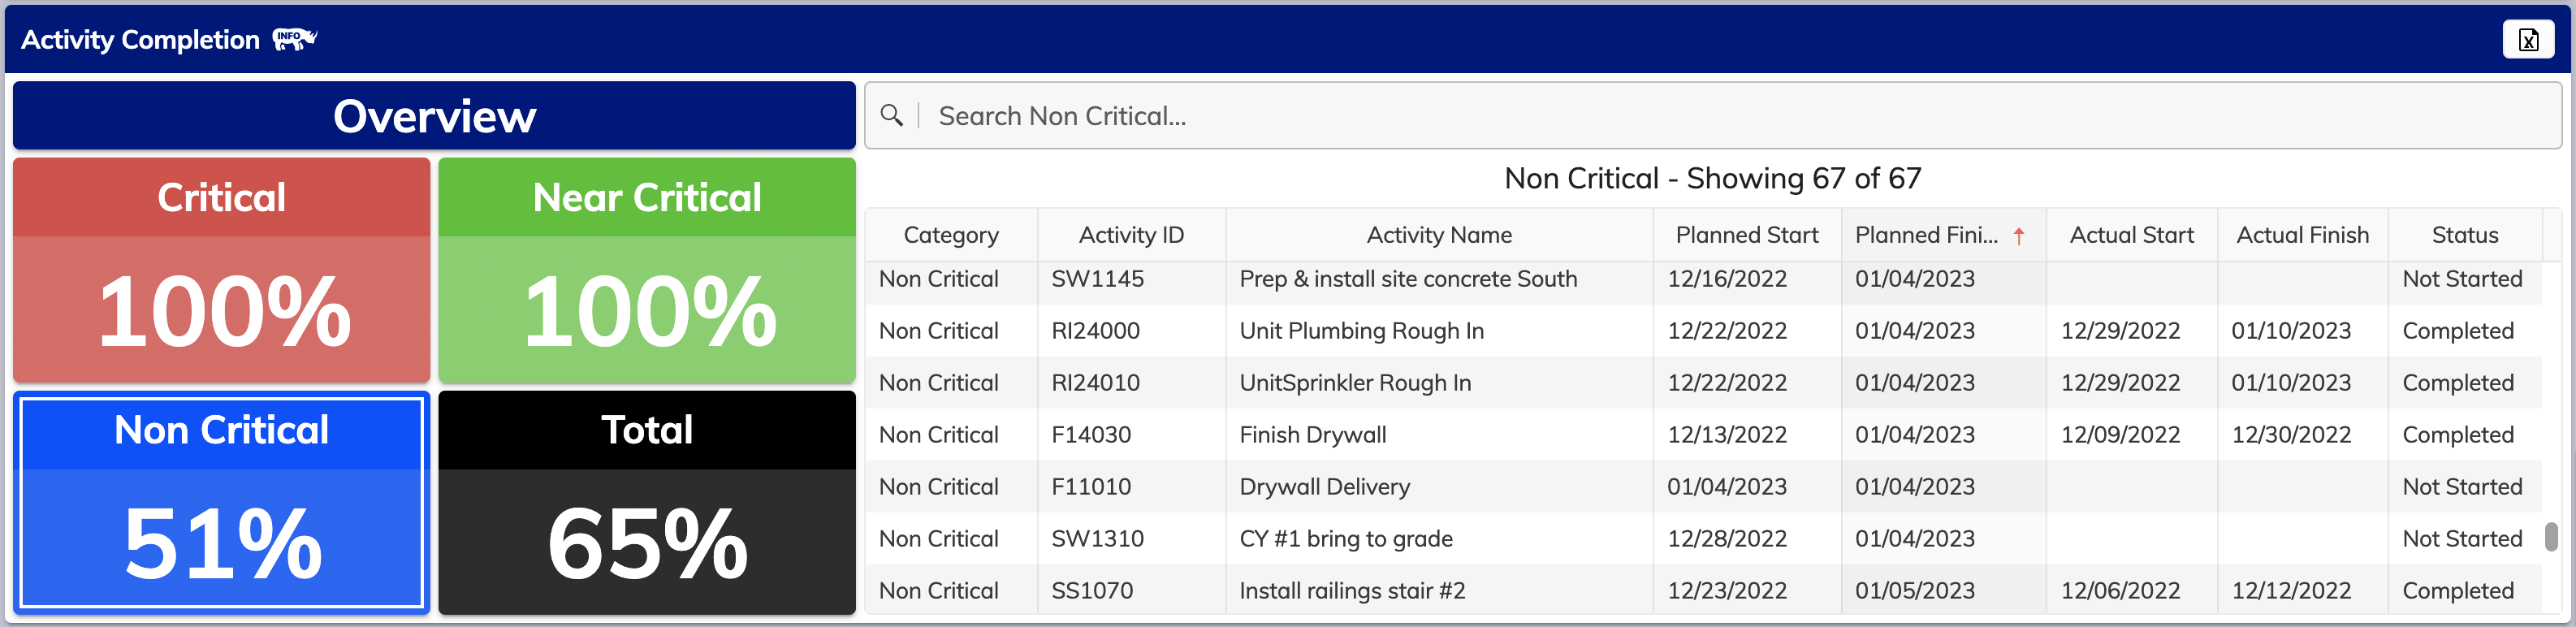 Activity Completion INFO
Overview
Critical
100%
Near Critical
100%
Non Critical
51%
Total
65%
Search Non Critical...
Non Critical - Showing 67 of 67
Category Activity ID Activity Name Planned Start Planned Fini... ↑ Actual Start Actual Finish Status
Non Critical SW1145 Prep & install site concrete South 12/16/2022 01/04/2023 Not Started
Non Critical RI24000 Unit Plumbing Rough In 12/22/2022 01/04/2023 12/29/2022 01/10/2023 Completed
Non Critical RI24010 UnitSprinkler Rough In 12/22/2022 01/04/2023 12/29/2022 01/10/2023 Completed
Non Critical F14030 Finish Drywall 12/13/2022 01/04/2023 12/09/2022 12/30/2022 Completed
Non Critical F11010 Drywall Delivery 01/04/2023 01/04/2023 Not Started
Non Critical SW1310 CY #1 bring to grade 12/28/2022 01/04/2023 Not Started
Non Critical SS1070 Install railings stair #2 12/23/2022 01/05/2023 12/06/2022 12/12/2022 Completed